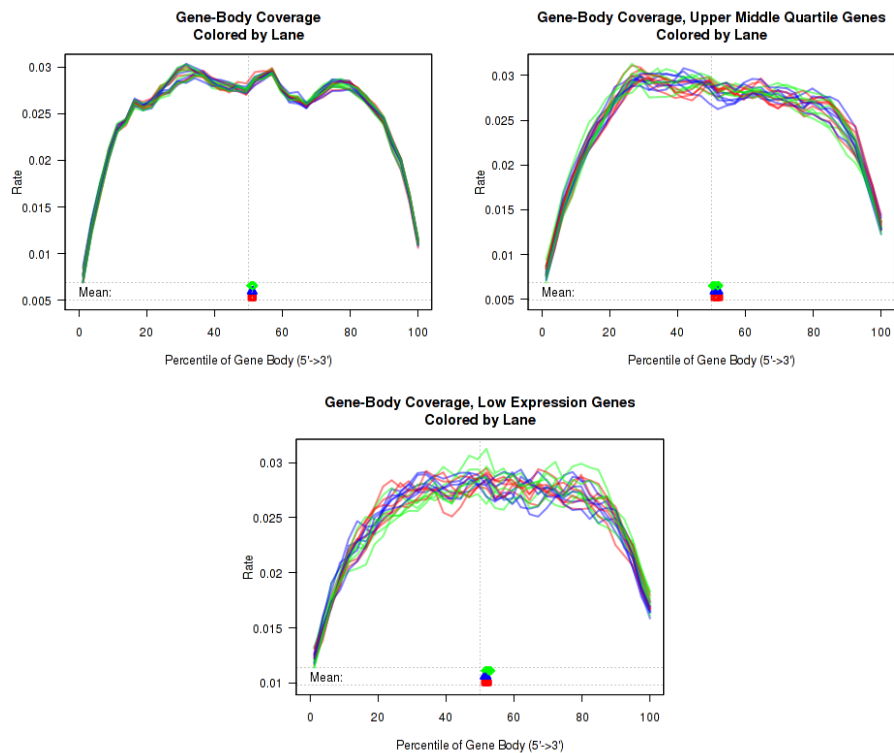 Gene-Body Coverage
Colored by Lane
0.03
0.025
0.02
0.015
0.01
0.005
Rate
Mean:
0 20 40 60 80 100
Percentile of Gene Body (5'->3')
Gene-Body Coverage, Upper Middle Quartile Genes
Colored by Lane
0.03
0.025
0.02
0.015
0.01
0.005
Rate
Mean:
0 20 40 60 80 100
Percentile of Gene Body (5'->3')
Gene-Body Coverage, Low Expression Genes
Colored by Lane
0.03
0.025
0.02
0.015
0.01
Rate
Mean:
0 20 40 60 80 100
Percentile of Gene Body (5'->3')